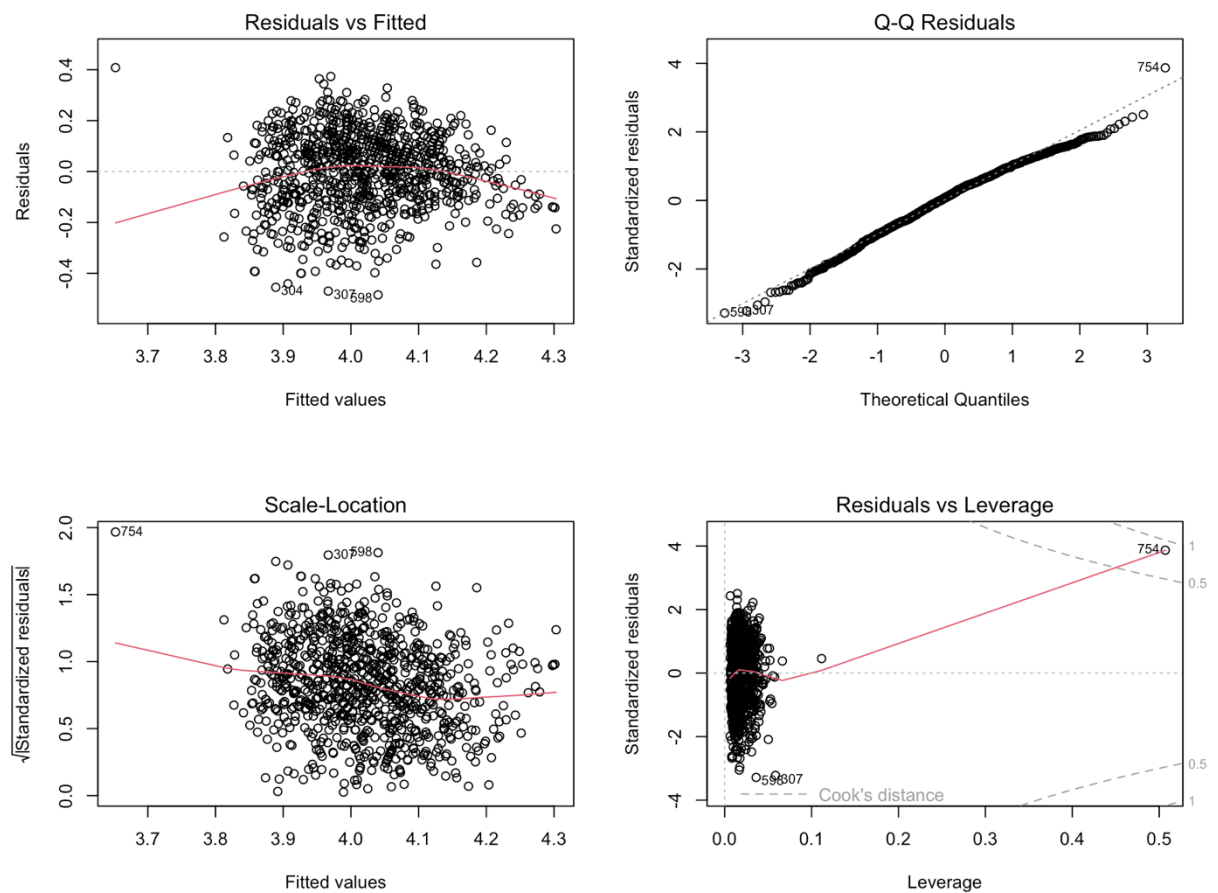 Residuals vs Fitted
Residuals
0.4
0.2
0.0
-0.2
-0.4
304
307
598
3.7 3.8 3.9 4.0 4.1 4.2 4.3
Fitted values
Q-Q Residuals
Standardized residuals
4
2
0
-2
754
598
307
-3 -2 -1 0 1 2 3
Theoretical Quantiles
Scale-Location
√|Standardized residuals|
2.0
1.5
1.0
0.5
0.0
754
307
598
3.7 3.8 3.9 4.0 4.1 4.2 4.3
Fitted values
Residuals vs Leverage
Standardized residuals
4
2
0
-2
-4
754
598
307
Cook's distance
1
0.5
0.5
1
0.0 0.1 0.2 0.3 0.4 0.5
Leverage